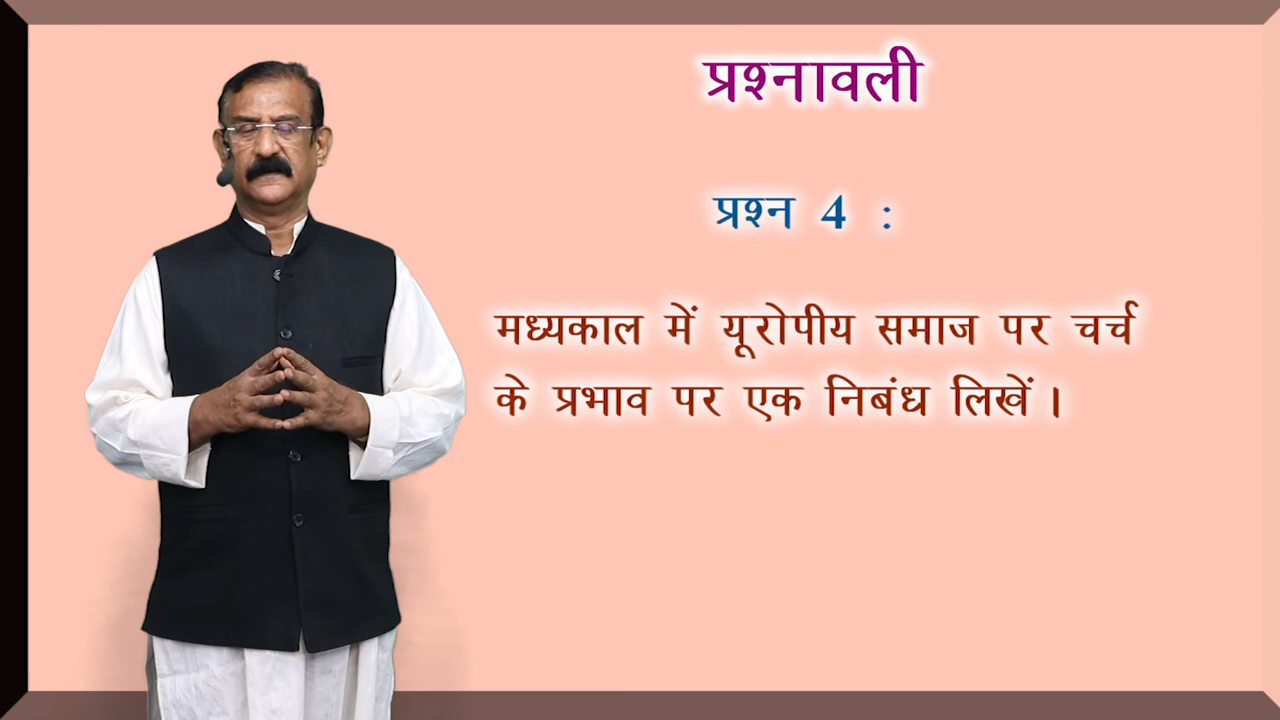 प्रश्नावली
प्रश्न 4 :
मध्यकाल में यूरोपीय समाज पर चर्च
के प्रभाव पर एक निबंध लिखें।